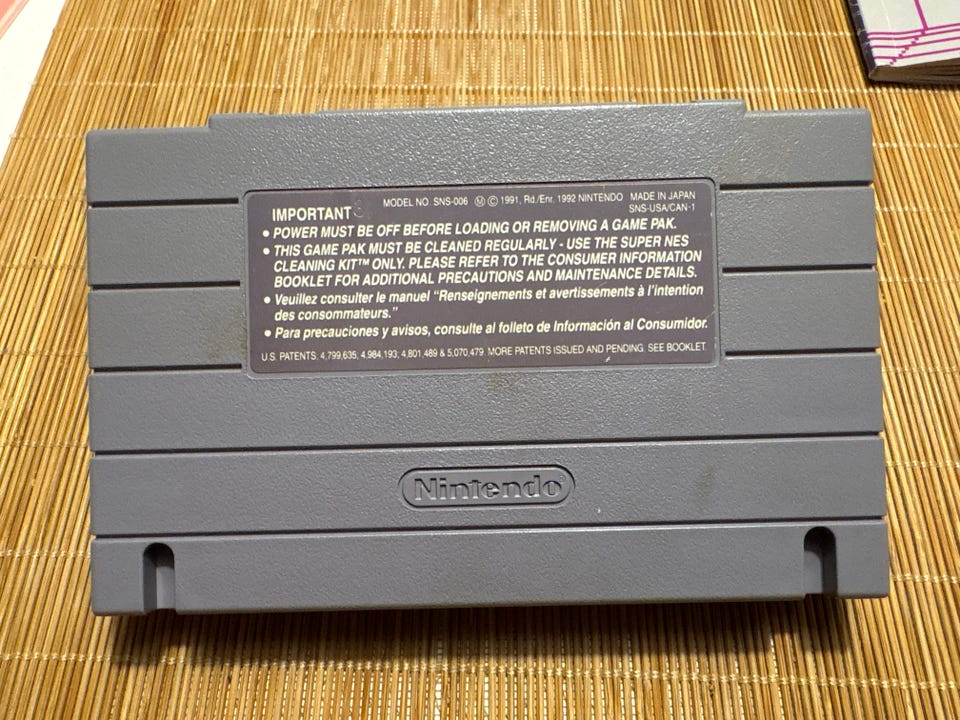 IMPORTANT
MODEL NO. SNS-006 Ⓜ © 1991, Rd./Enr. 1992 NINTENDO MADE IN JAPAN
SNS-USA/CAN-1
• POWER MUST BE OFF BEFORE LOADING OR REMOVING A GAME PAK.
• THIS GAME PAK MUST BE CLEANED REGULARLY - USE THE SUPER NES
CLEANING KIT™ ONLY. PLEASE REFER TO THE CONSUMER INFORMATION
BOOKLET FOR ADDITIONAL PRECAUTIONS AND MAINTENANCE DETAILS.
• Veuillez consulter le manuel "Renseignements et avertissements à l'intention
des consommateurs."
• Para precauciones y avisos, consulte al folleto de Información al Consumidor.
U.S. PATENTS: 4,799,635, 4,984,193, 4,801,489 & 5,070,479. MORE PATENTS ISSUED AND PENDING. SEE BOOKLET.
Nintendo®